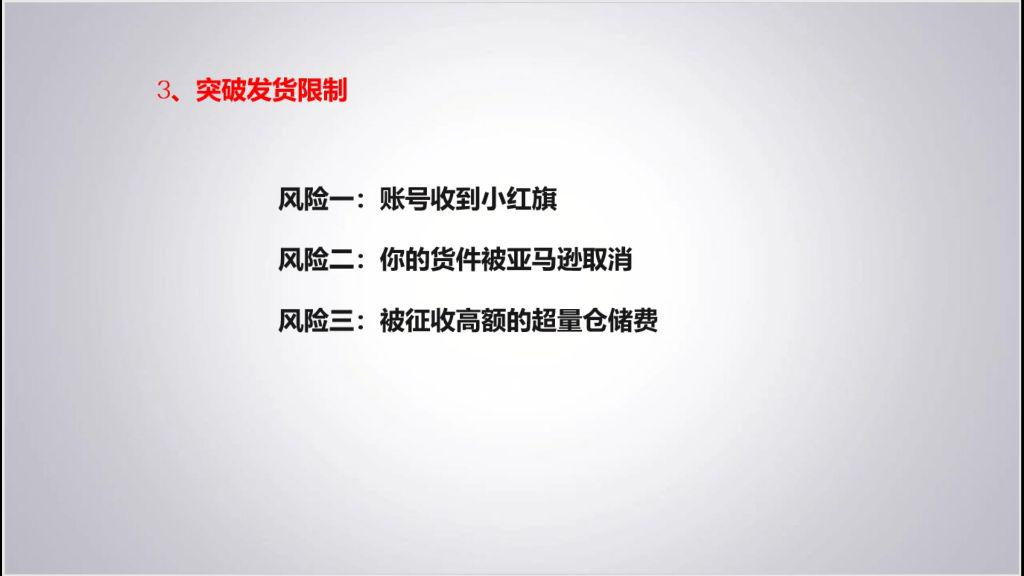 3、突破发货限制
风险一：账号收到小红旗
风险二：你的货件被亚马逊取消
风险三：被征收高额的超量仓储费